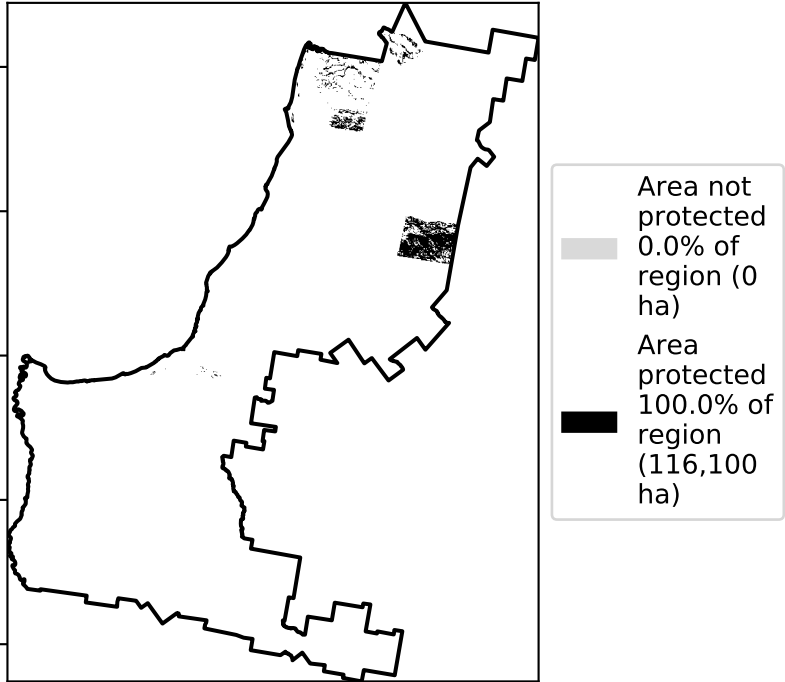 Area not
protected
0.0% of
region (0
ha)
Area
protected
100.0% of
region
(116,100
ha)